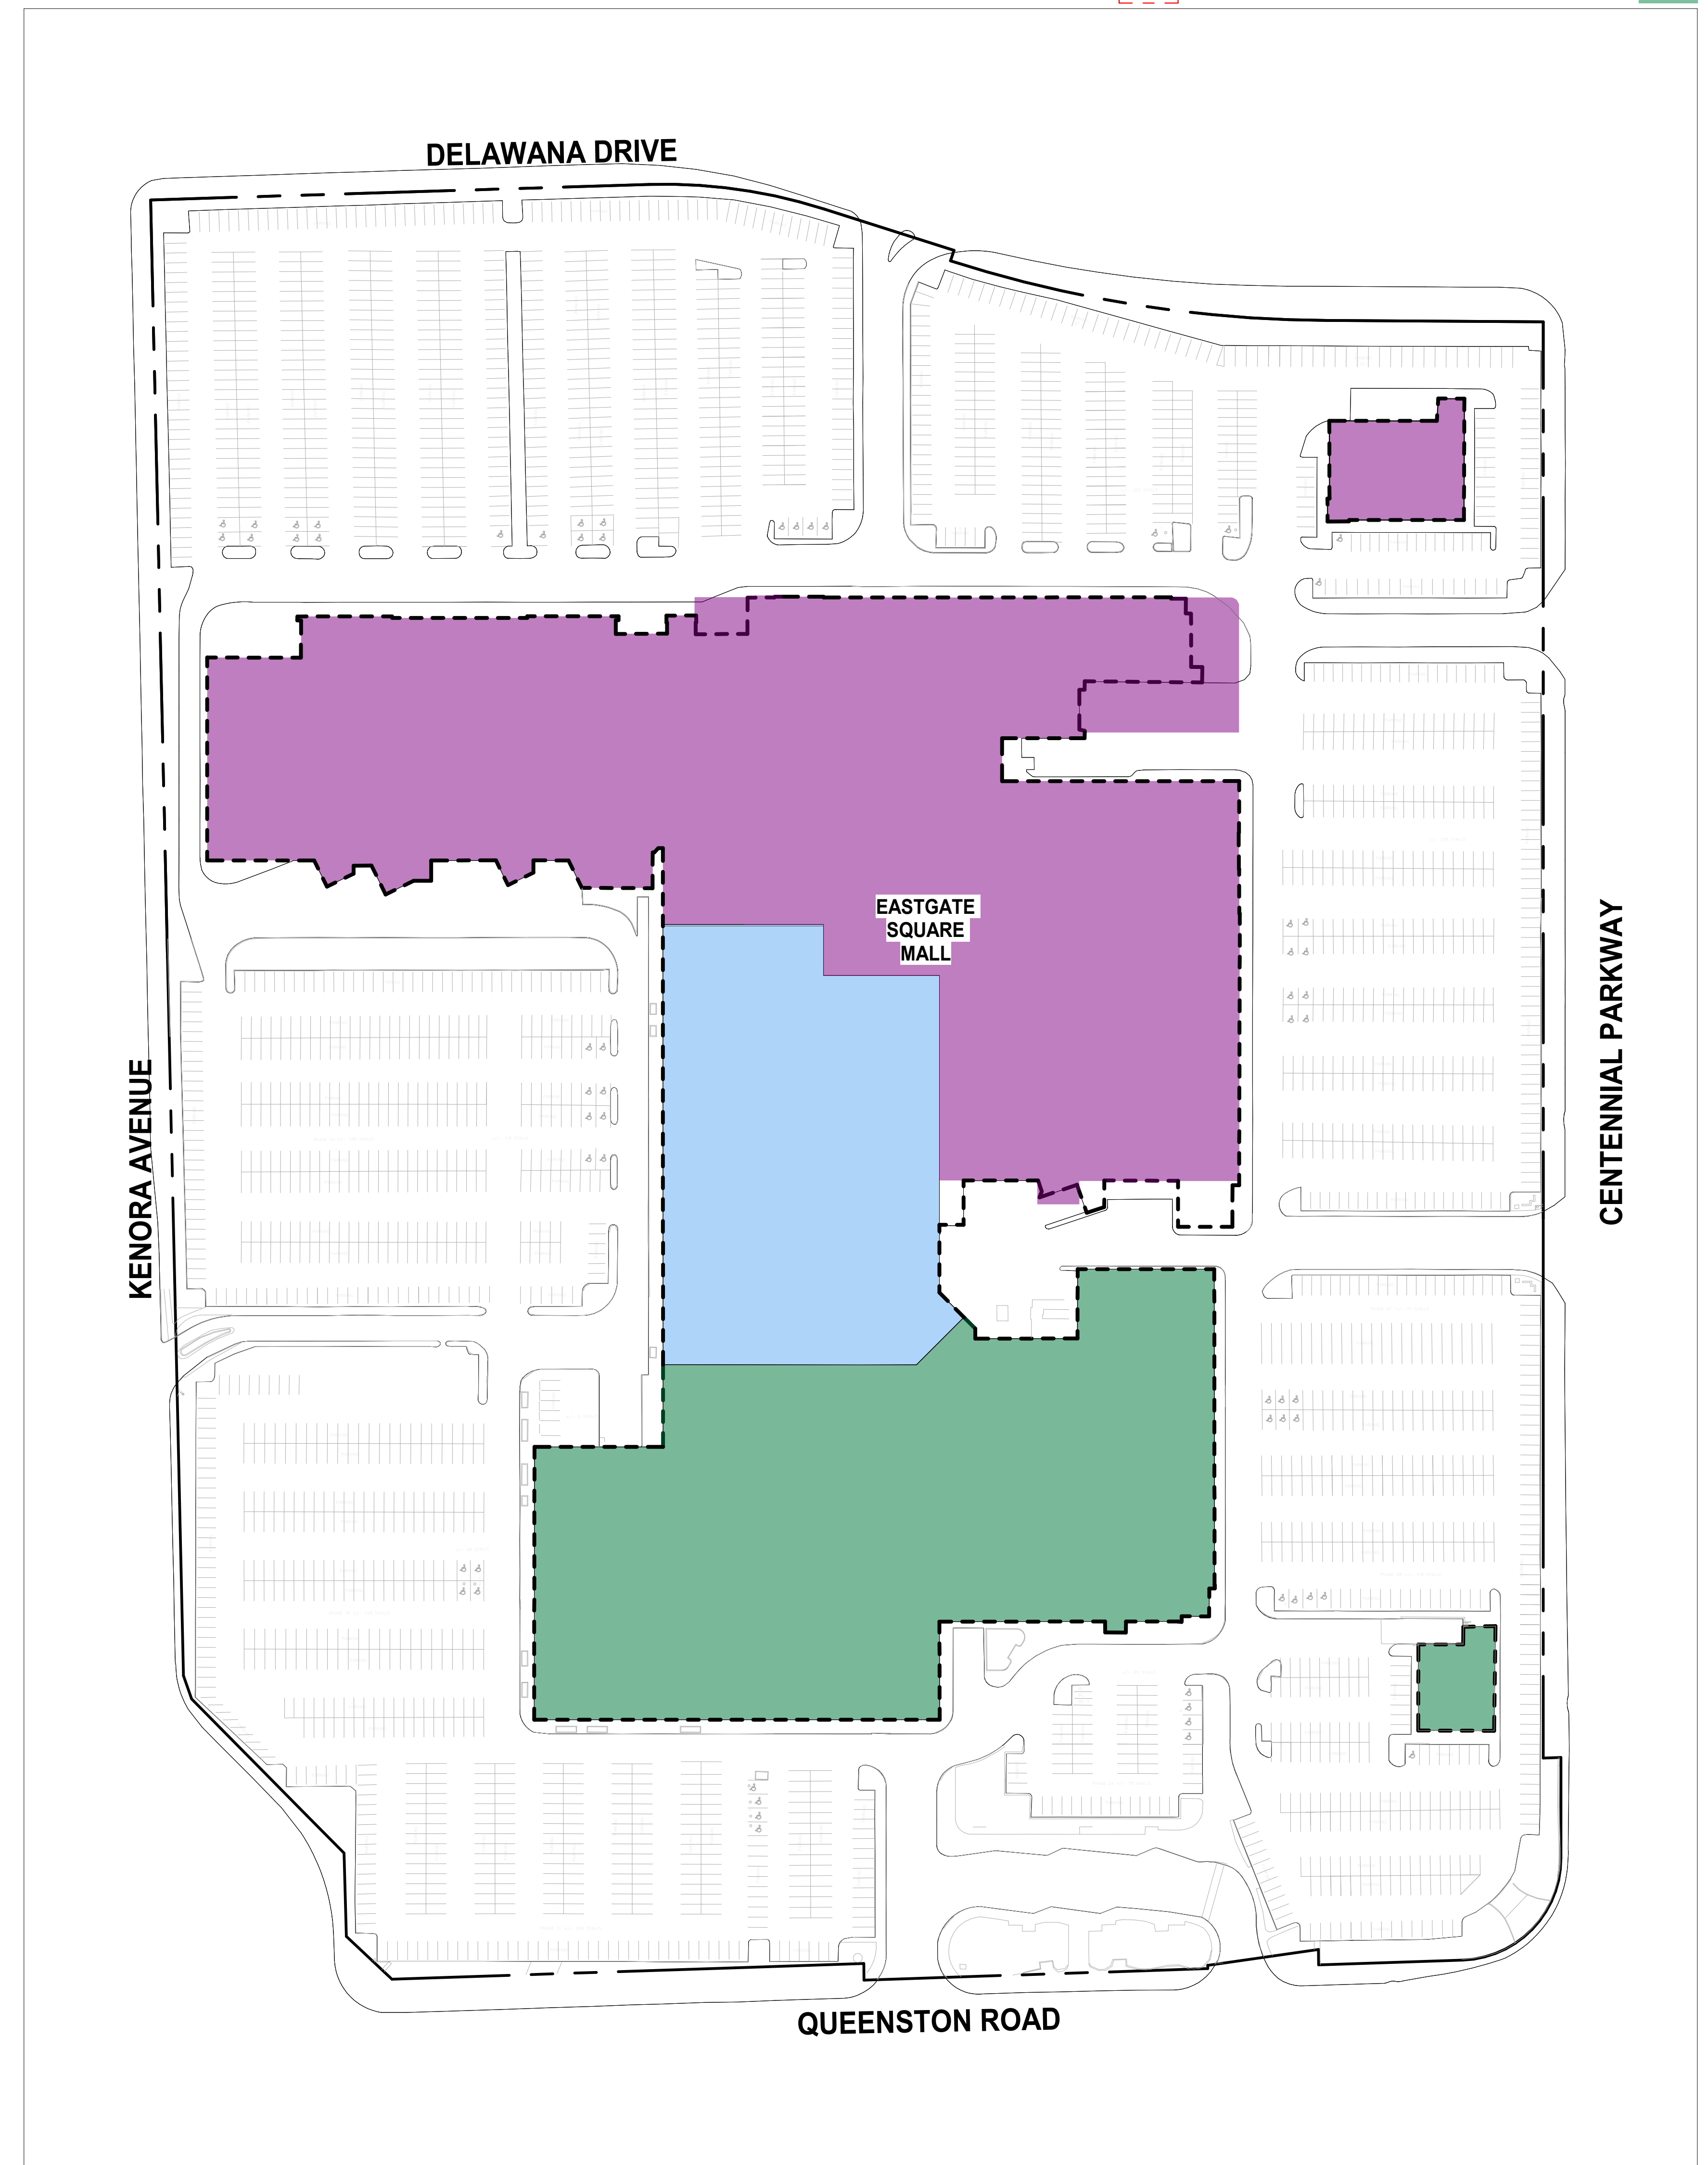 DELAWANA DRIVE
EASTGATE
SQUARE
MALL
KENORA AVENUE
CENTENNIAL PARKWAY
QUEENSTON ROAD